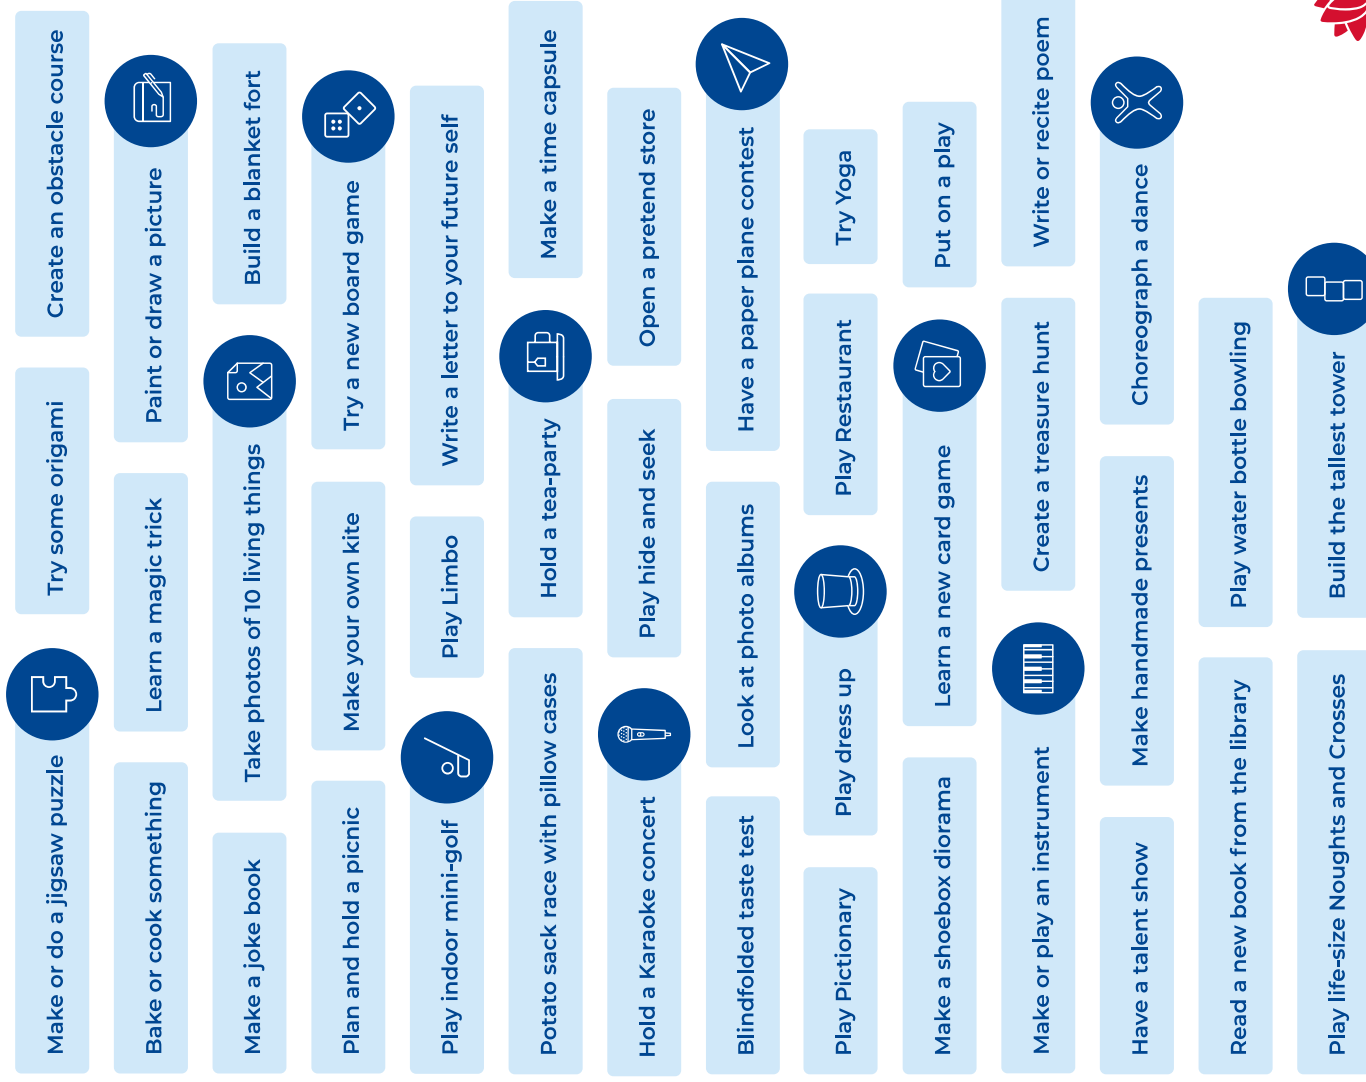 Make or do a jigsaw puzzle
Try some origami
Create an obstacle course
Bake or cook something
Learn a magic trick
Paint or draw a picture
Make a joke book
Take photos of 10 living things
Build a blanket fort
Plan and hold a picnic
Make your own kite
Try a new board game
Play indoor mini-golf
Play Limbo
Write a letter to your future self
Potato sack race with pillow cases
Hold a tea-party
Make a time capsule
Hold a Karaoke concert
Play hide and seek
Open a pretend store
Blindfolded taste test
Look at photo albums
Have a paper plane contest
Play Pictionary
Play dress up
Play Restaurant
Try Yoga
Make a shoebox diorama
Learn a new card game
Put on a play
Make or play an instrument
Create a treasure hunt
Write or recite poem
Have a talent show
Make handmade presents
Choreograph a dance
Read a new book from the library
Play water bottle bowling
Play life-size Noughts and Crosses
Build the tallest tower